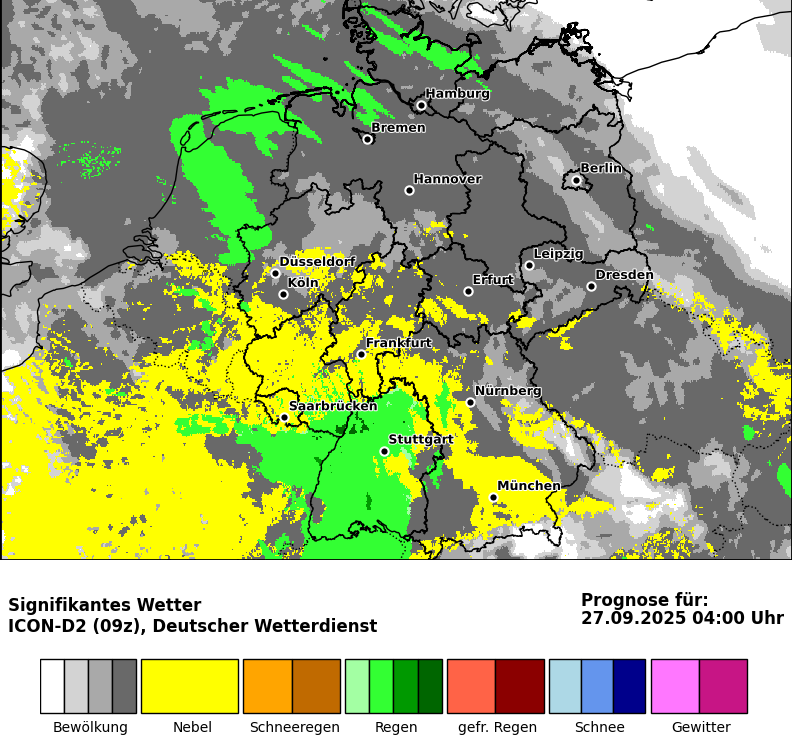 Hamburg
Bremen
Berlin
Hannover
Düsseldorf
Leipzig
Köln
Erfurt
Dresden
Frankfurt
Nürnberg
Saarbrücken
Stuttgart
München
Signifikantes Wetter
ICON-D2 (09z), Deutscher Wetterdienst
Prognose für:
27.09.2025 04:00 Uhr
Bewölkung Nebel Schneeregen Regen gefr. Regen Schnee Gewitter